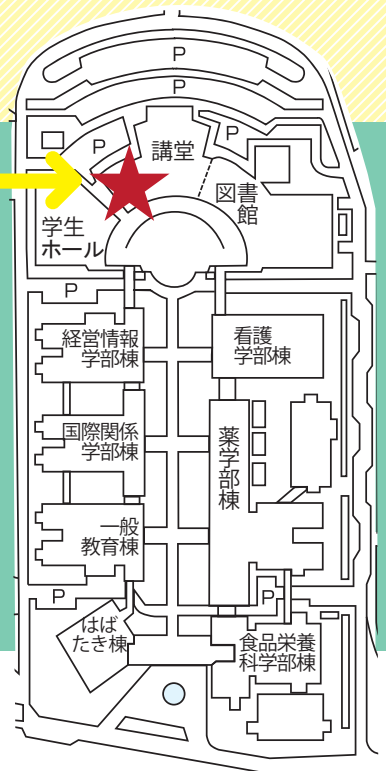 P
P
P
講堂
P
図書
館
学生
ホール
P
経営情報
学部棟
看護
学部棟
国際関係
学部棟
薬学部棟
一般
教育棟
P
P
はば
たき棟
食品栄養
科学部棟